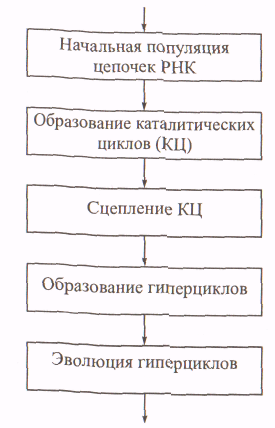 Начальная популяция
цепочек РНК
Образование каталитических
циклов (КЦ)
Сцепление КЦ
Образование гиперциклов
Эволюция гиперциклов